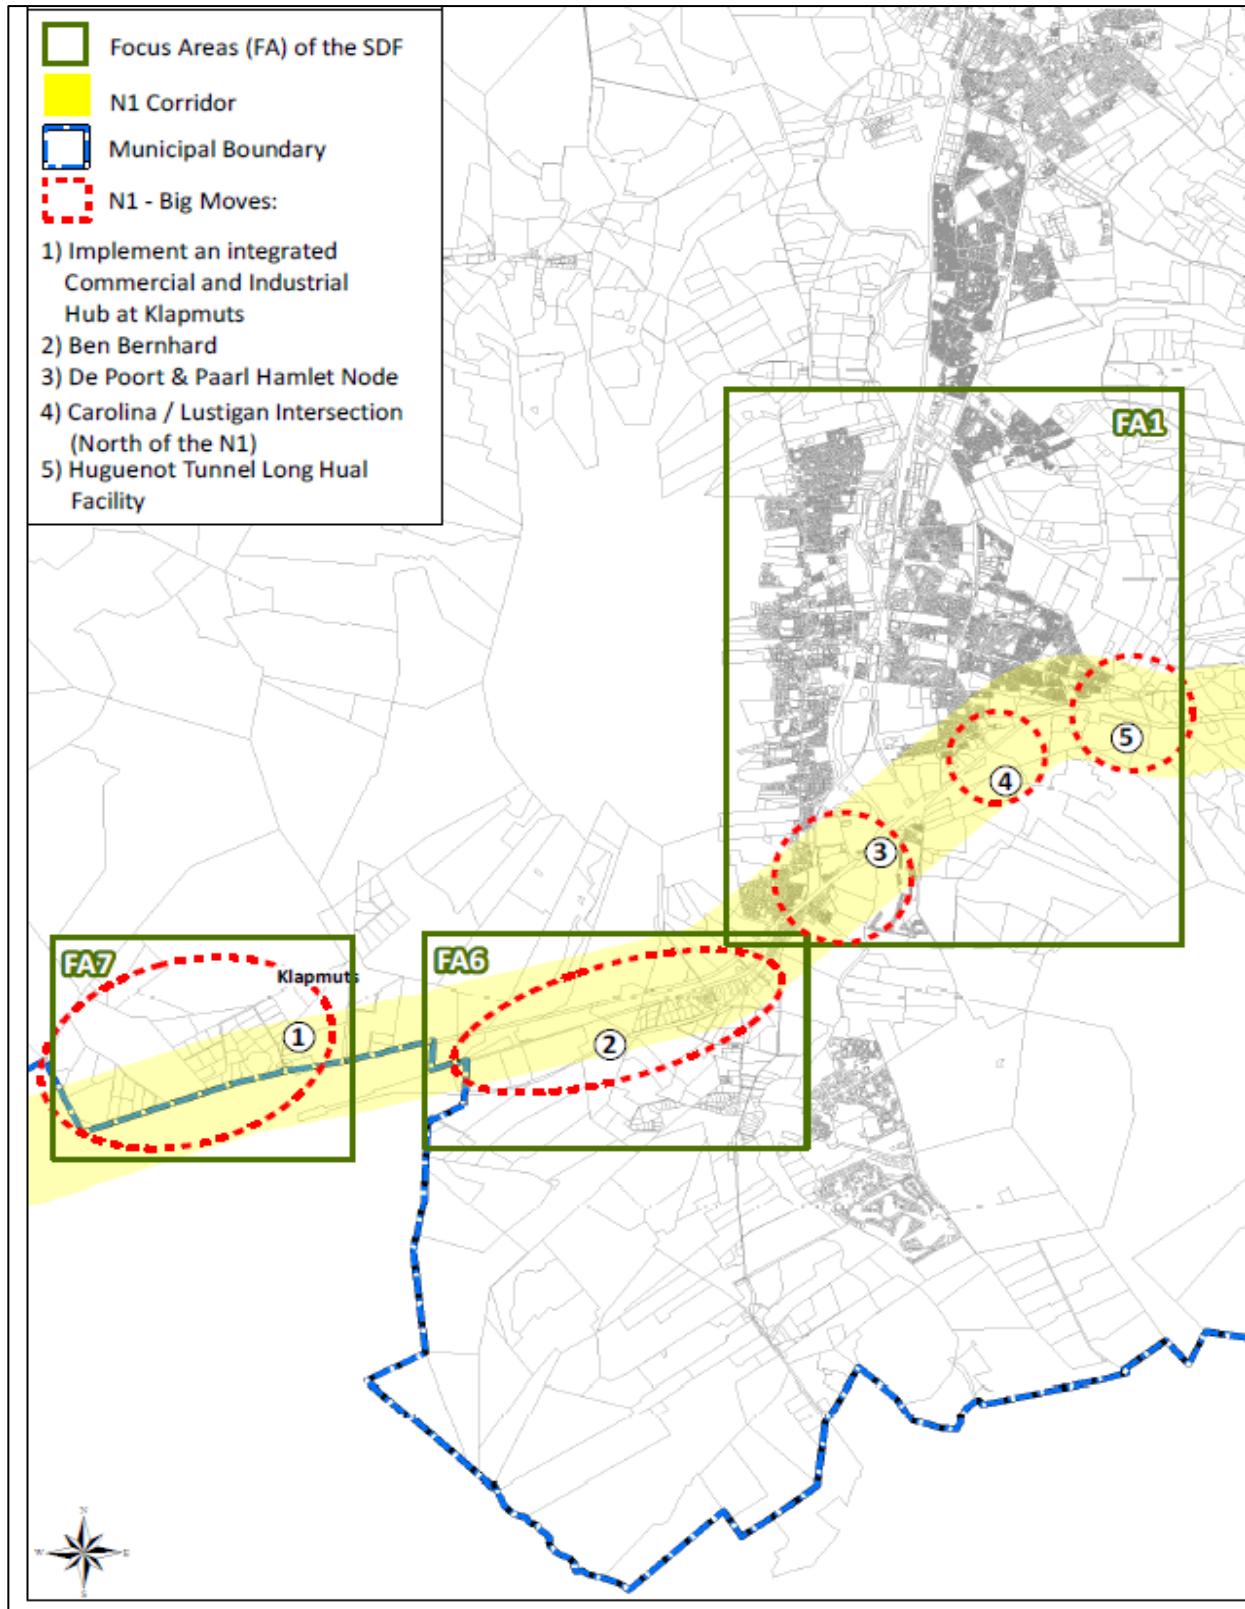 Focus Areas (FA) of the SDF
N1 Corridor
Municipal Boundary
N1 - Big Moves:
1) Implement an integrated
Commercial and Industrial
Hub at Klapmuts
2) Ben Bernhard
3) De Poort & Paarl Hamlet Node
4) Carolina / Lustigan Intersection
(North of the N1)
5) Huguenot Tunnel Long Hual
Facility
FA1
5
4
3
FA7
Klapmuts
1
FA6
2
N
W
E
S